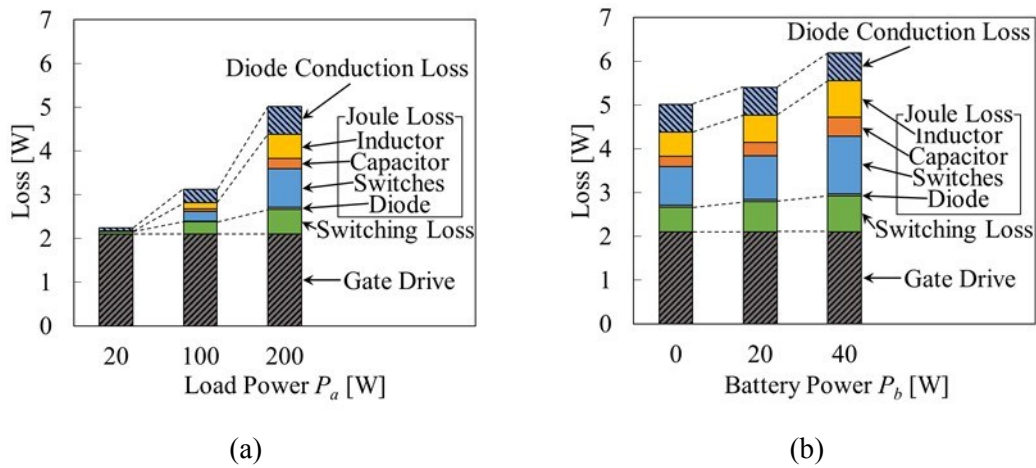 7
6
5
4
3
2
1
0
Loss [W]
Diode Conduction Loss
Joule Loss
Inductor
Capacitor
Switches
Diode
Switching Loss
Gate Drive
20 100 200
Load Power Pa [W]
(a)
7
6
5
4
3
2
1
0
Loss [W]
Diode Conduction Loss
Joule Loss
Inductor
Capacitor
Switches
Diode
Switching Loss
Gate Drive
0 20 40
Battery Power Pb [W]
(b)